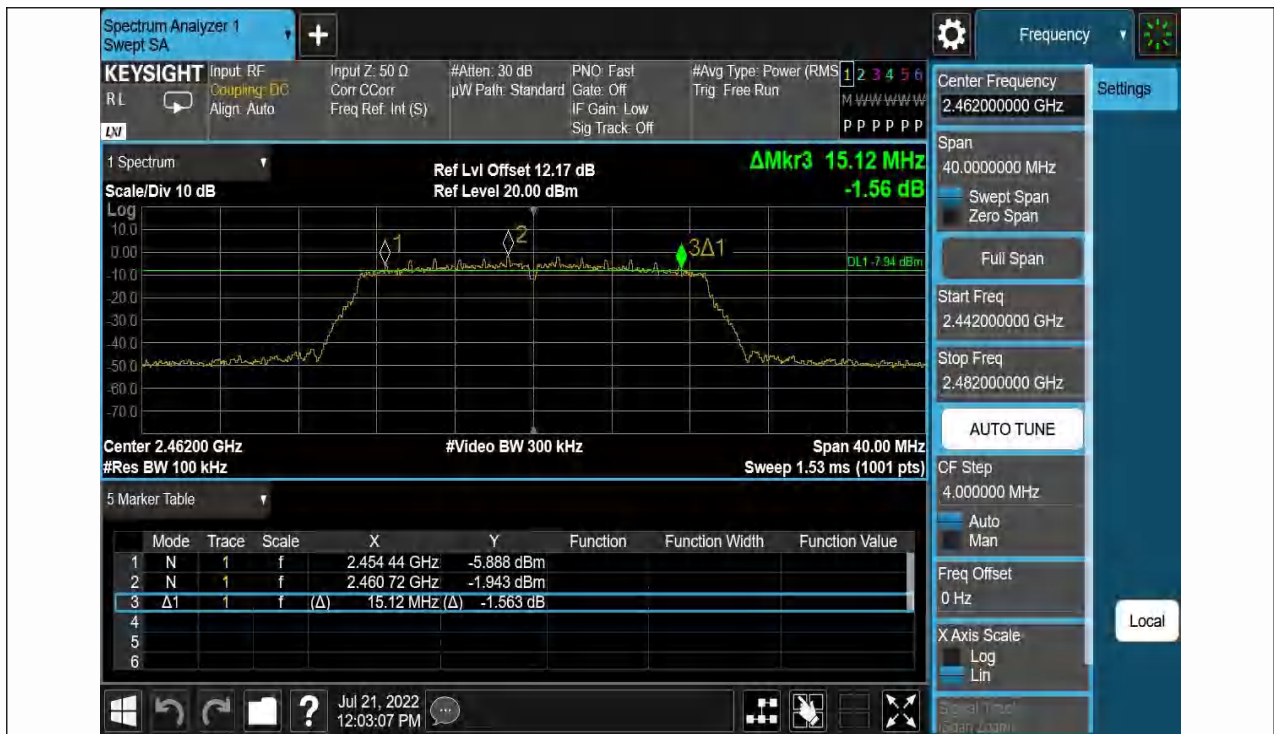 Spectrum Analyzer 1
Swept SA
+
Frequency
KEYSIGHT
RL
LXI
Input: RF
Coupling: DC
Align: Auto
Input Z: 50 Ω
Corr CCorr
Freq Ref: Int (S)
#Atten: 30 dB
µW Path: Standard
PNO: Fast
Gate: Off
IF Gain: Low
Sig Track: Off
#Avg Type: Power (RMS
Trig: Free Run
1 2 3 4 5 6
M W W W W W
P P P P P P
1 Spectrum
Scale/Div 10 dB
Ref Lvl Offset 12.17 dB
Ref Level 20.00 dBm
ΔMkr3 15.12 MHz
-1.56 dB
Log
10.0
0.00
-10.0
-20.0
-30.0
-40.0
-50.0
-60.0
-70.0
1
2
3Δ1
DL1 -7.94 dBm
Center 2.46200 GHz
#Video BW 300 kHz
Span 40.00 MHz
#Res BW 100 kHz
Sweep 1.53 ms (1001 pts)
5 Marker Table
Mode Trace Scale X Y Function Function Width Function Value
1 N 1 f 2.454 44 GHz -5.888 dBm
2 N 1 f 2.460 72 GHz -1.943 dBm
3 Δ1 1 f (Δ) 15.12 MHz (Δ) -1.563 dB
4
5
6
?
Jul 21, 2022
12:03:07 PM
Center Frequency
2.462000000 GHz
Settings
Span
40.0000000 MHz
Swept Span
Zero Span
Full Span
Start Freq
2.442000000 GHz
Stop Freq
2.482000000 GHz
AUTO TUNE
CF Step
4.000000 MHz
Auto
Man
Freq Offset
0 Hz
X Axis Scale
Log
Lin
Local
Signal Track
(Span Zoom)